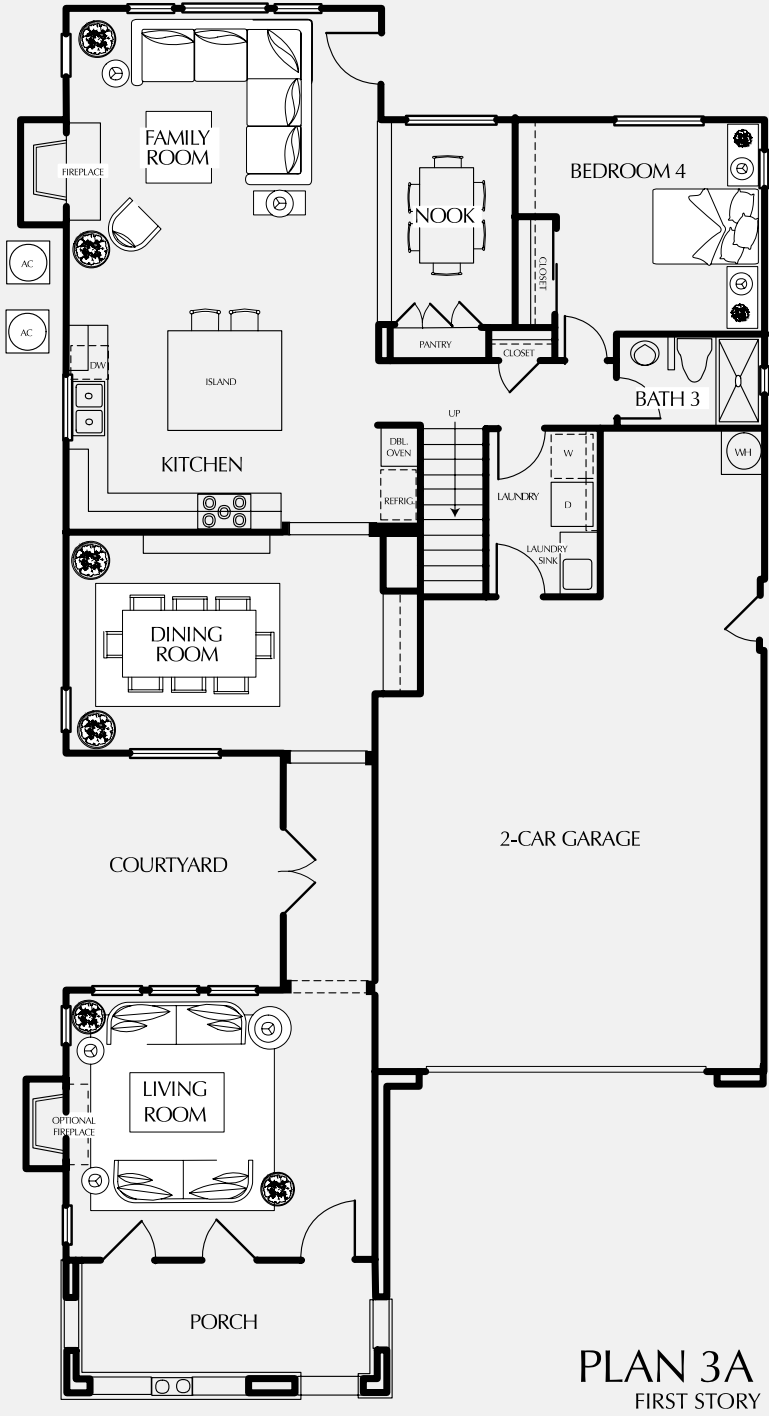 FAMILY
ROOM
FIREPLACE
BEDROOM 4
NOOK
CLOSET
AC
AC
PANTRY
CLOSET
DW
ISLAND
BATH 3
UP
DBL.
OVEN
W
WH
KITCHEN
REFRIG.
LAUNDRY
D
LAUNDRY
SINK
DINING
ROOM
2-CAR GARAGE
COURTYARD
LIVING
ROOM
OPTIONAL
FIREPLACE
PORCH
PLAN 3A
FIRST STORY